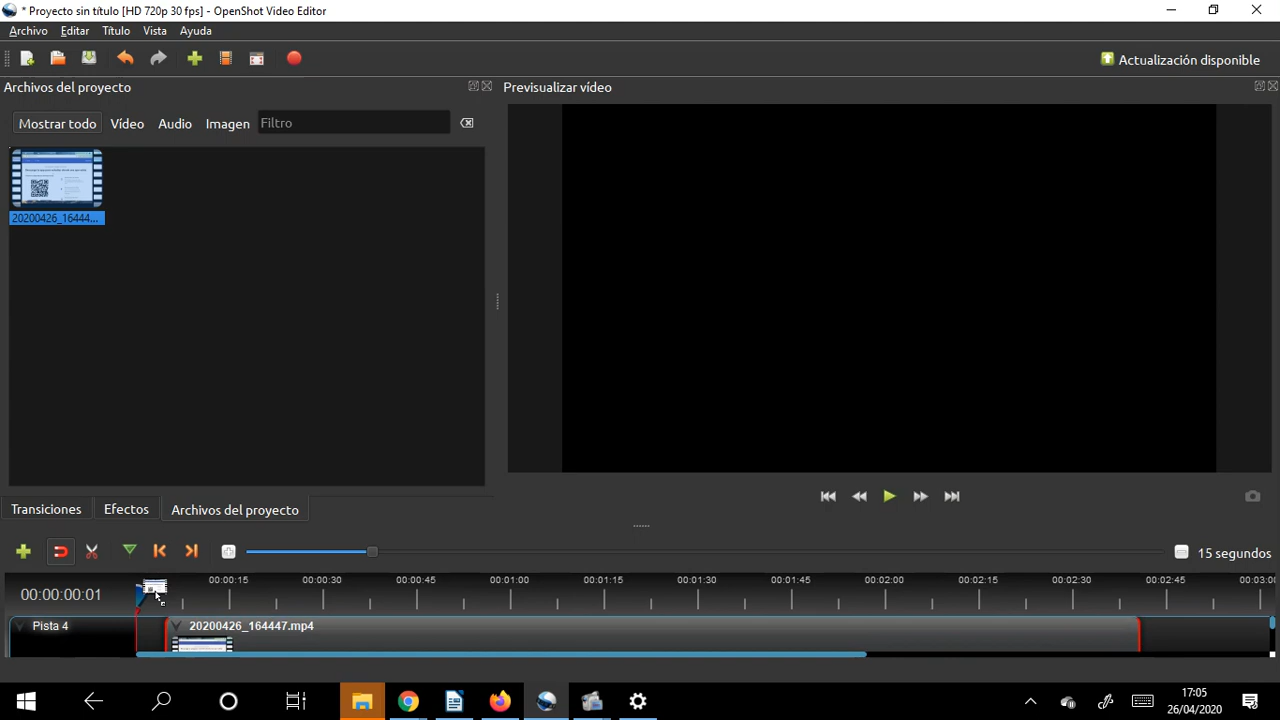 * Proyecto sin título [HD 720p 30 fps] - OpenShot Video Editor
Archivo Editar Título Vista Ayuda
Actualización disponible
Archivos del proyecto
Previsualizar vídeo
Mostrar todo Vídeo Audio Imagen Filtro
20200426_16444...
Transiciones Efectos Archivos del proyecto
15 segundos
00:00:00:01
00:00:15 00:00:30 00:00:45 00:01:00 00:01:15 00:01:30 00:01:45 00:02:00 00:02:15 00:02:30 00:02:45 00:03:0
Pista 4
20200426_164447.mp4
17:05
26/04/2020